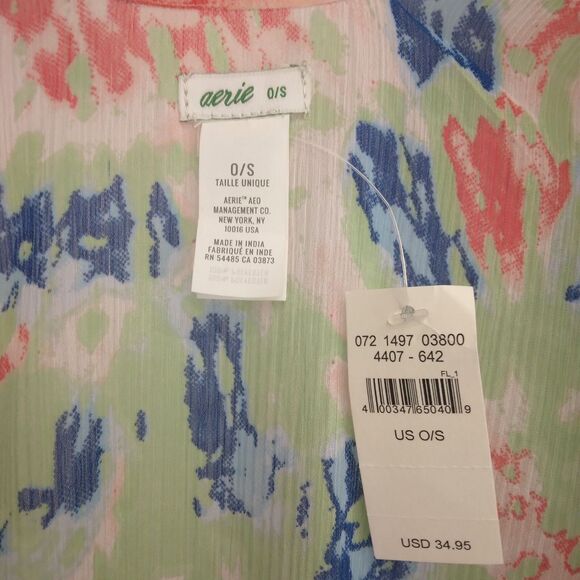 aerie O/S
O/S
TAILLE UNIQUE
AERIE™ AEO
MANAGEMENT CO.
NEW YORK, NY
10016 USA
MADE IN INDIA
FABRIQUÉ EN INDE
RN 54485 CA 03873
072 1497 03800
4407 - 642
FL_1
4 00347 65040 9
US O/S
USD 34.95